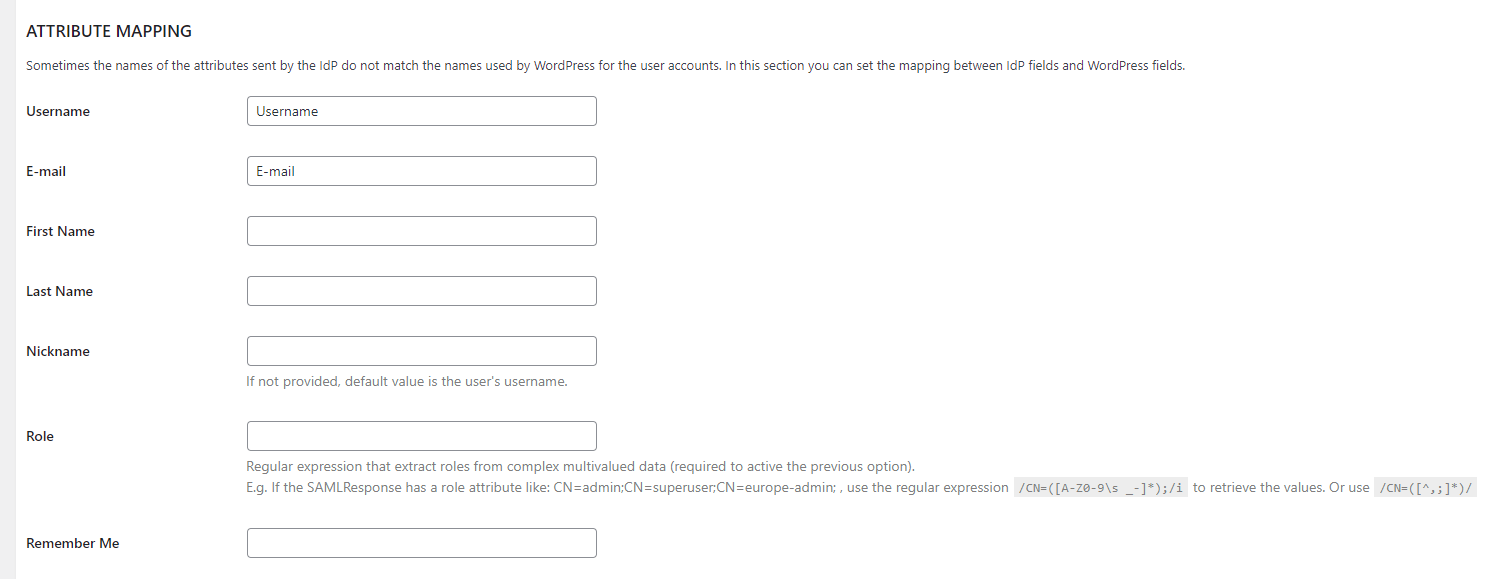 ATTRIBUTE MAPPING
Sometimes the names of the attributes sent by the IdP do not match the names used by WordPress for the user accounts. In this section you can set the mapping between IdP fields and WordPress fields.
Username Username
E-mail E-mail
First Name
Last Name
Nickname
If not provided, default value is the user's username.
Role
Regular expression that extract roles from complex multivalued data (required to active the previous option).
E.g. If the SAMLResponse has a role attribute like: CN=admin;CN=superuser;CN=europe-admin; , use the regular expression /CN=([A-Z0-9\s _-]*);/i to retrieve the values. Or use /CN=([^,;]*)/
Remember Me